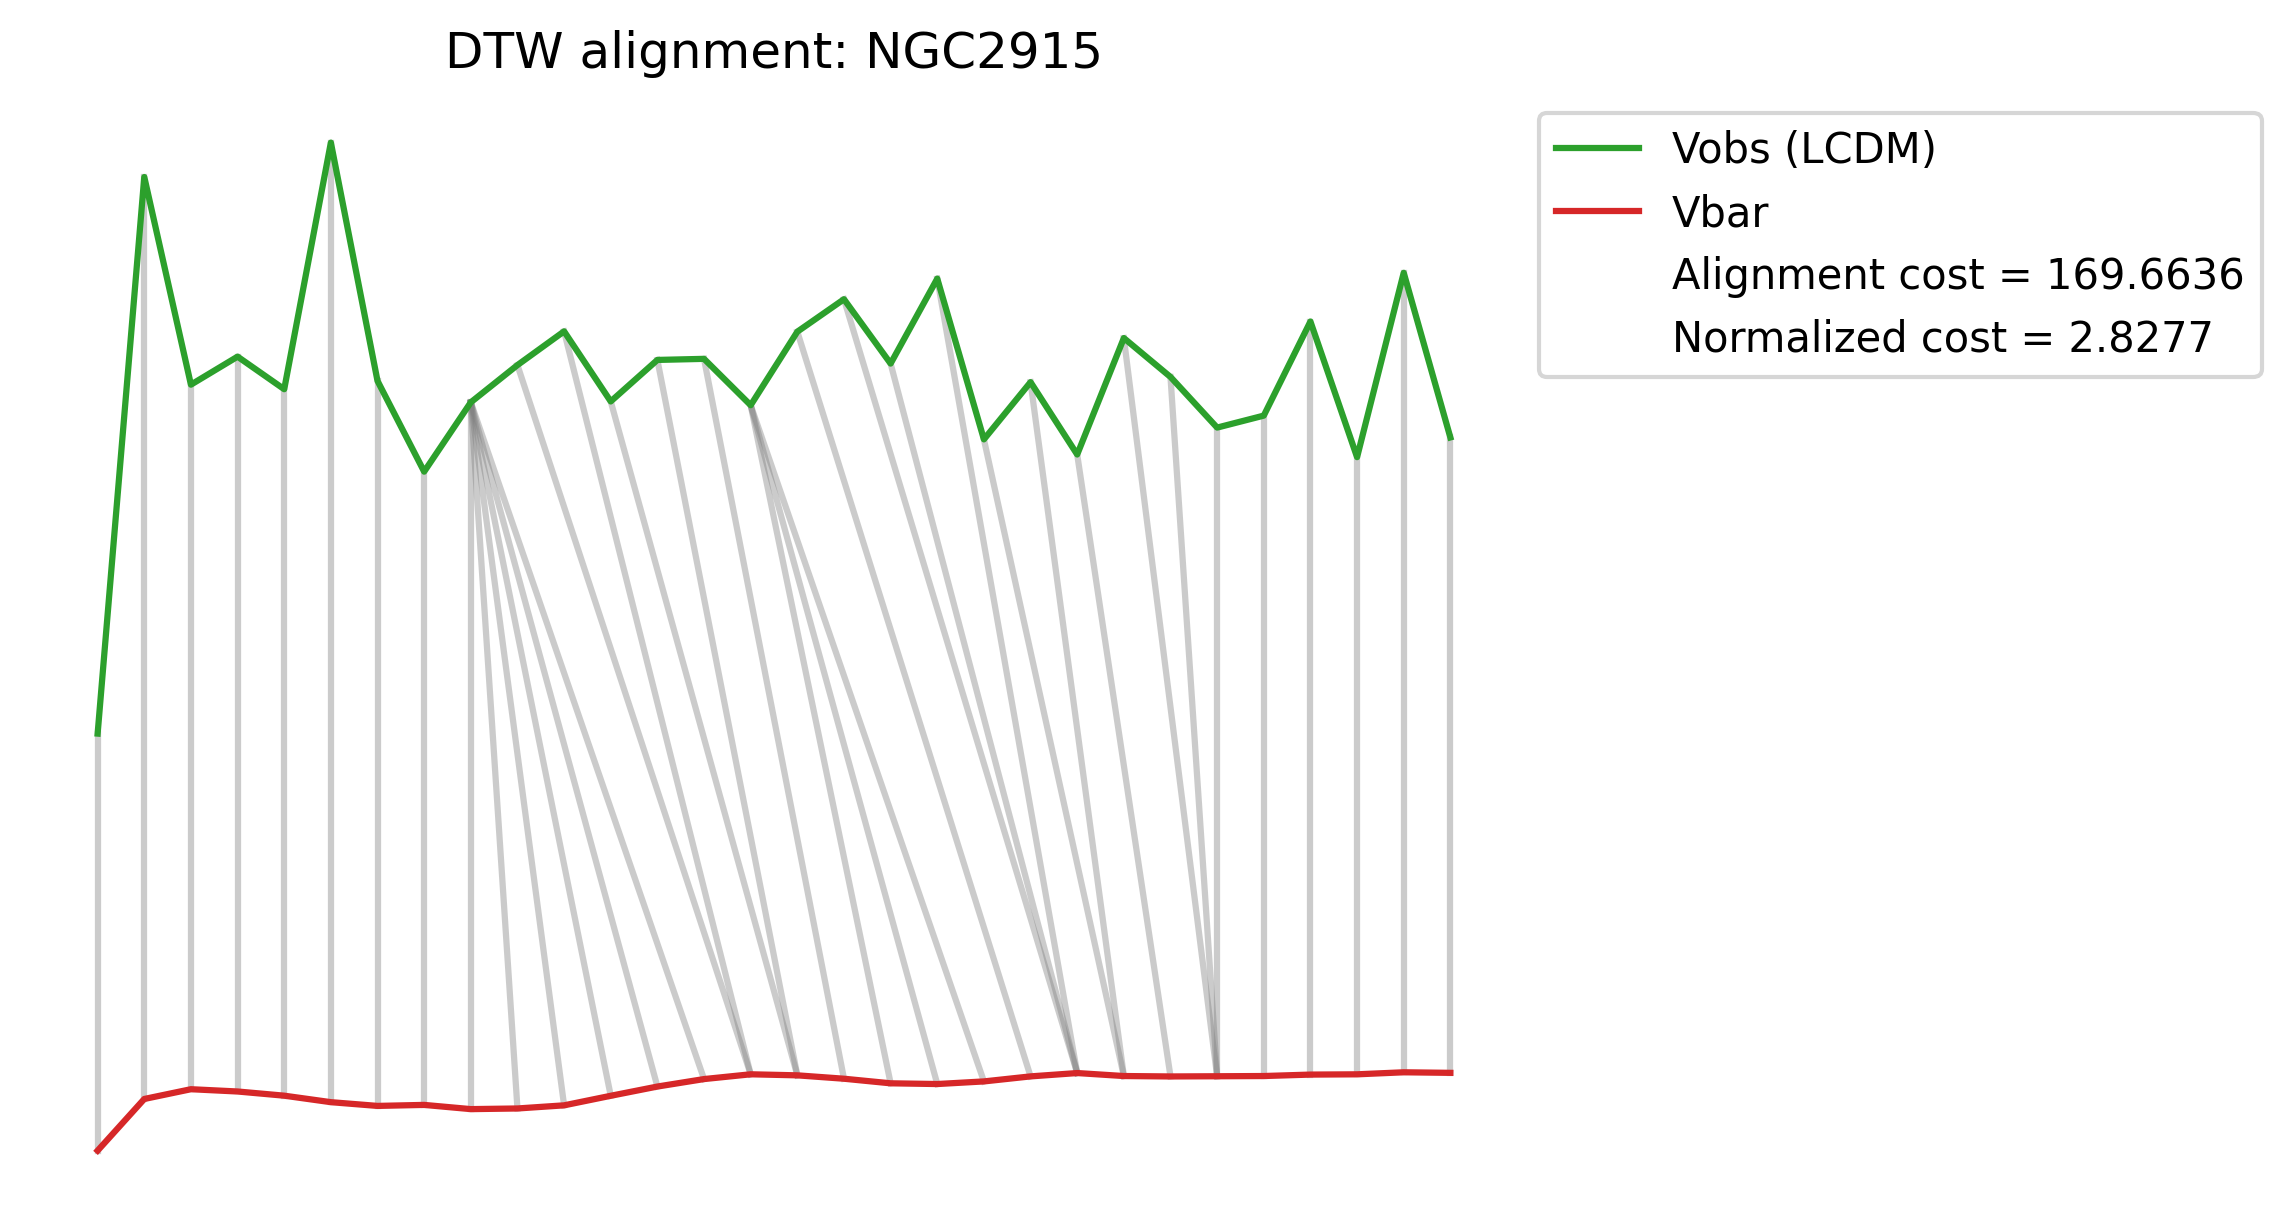 DTW alignment: NGC2915
Vobs (LCDM)
Vbar
Alignment cost = 169.6636
Normalized cost = 2.8277